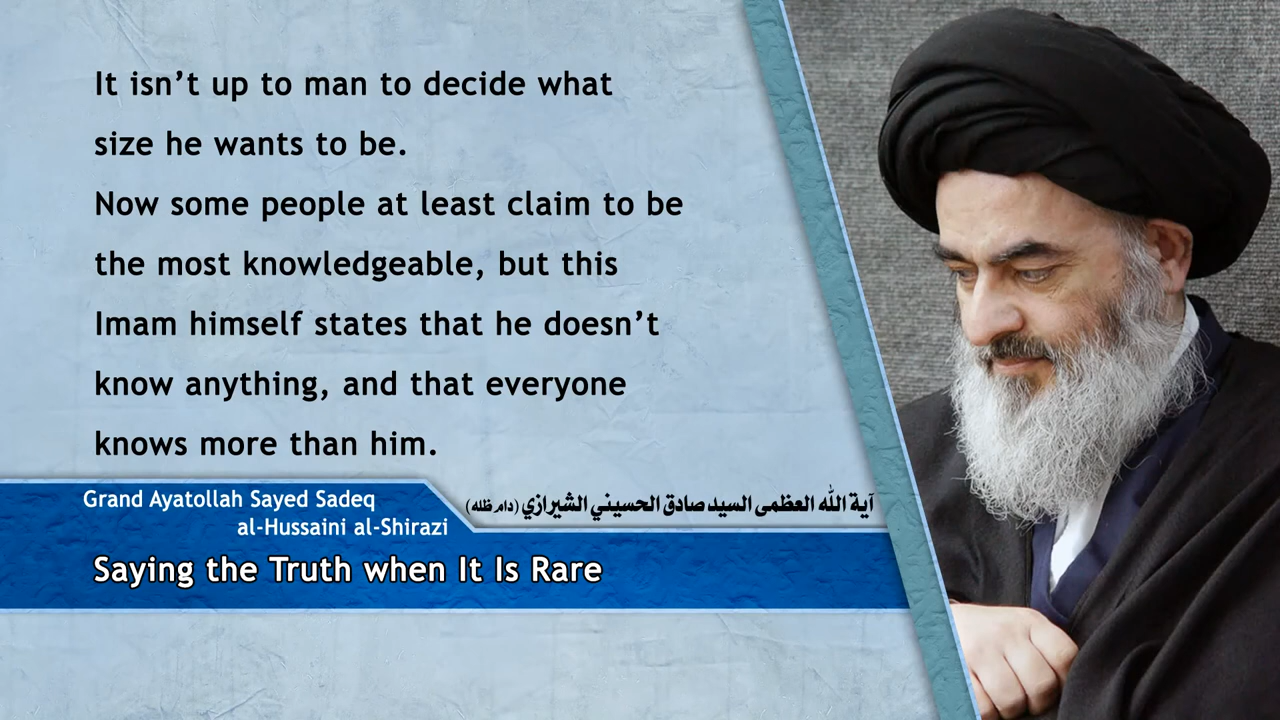 It isn’t up to man to decide what
size he wants to be.
Now some people at least claim to be
the most knowledgeable, but this
Imam himself states that he doesn’t
know anything, and that everyone
knows more than him.
Grand Ayatollah Sayed Sadeq
al-Hussaini al-Shirazi
آية الله العظمى السيد صادق الحسيني الشيرازي (دام ظله)
Saying the Truth when It Is Rare